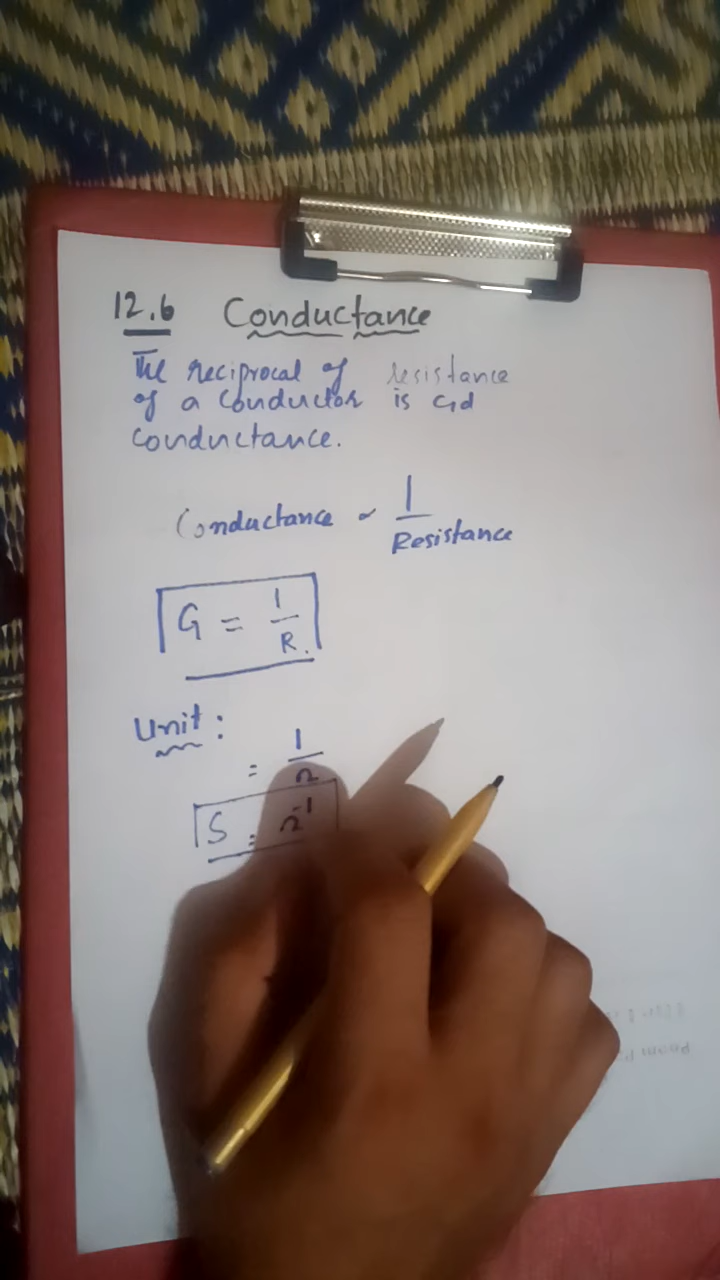 12.6 Conductance
The reciprocal of resistance
of a conductor is cld
conductance.
Conductance ∝ 1/Resistance
G = 1/R.
Unit:
= 1/Ω
S = Ω⁻¹